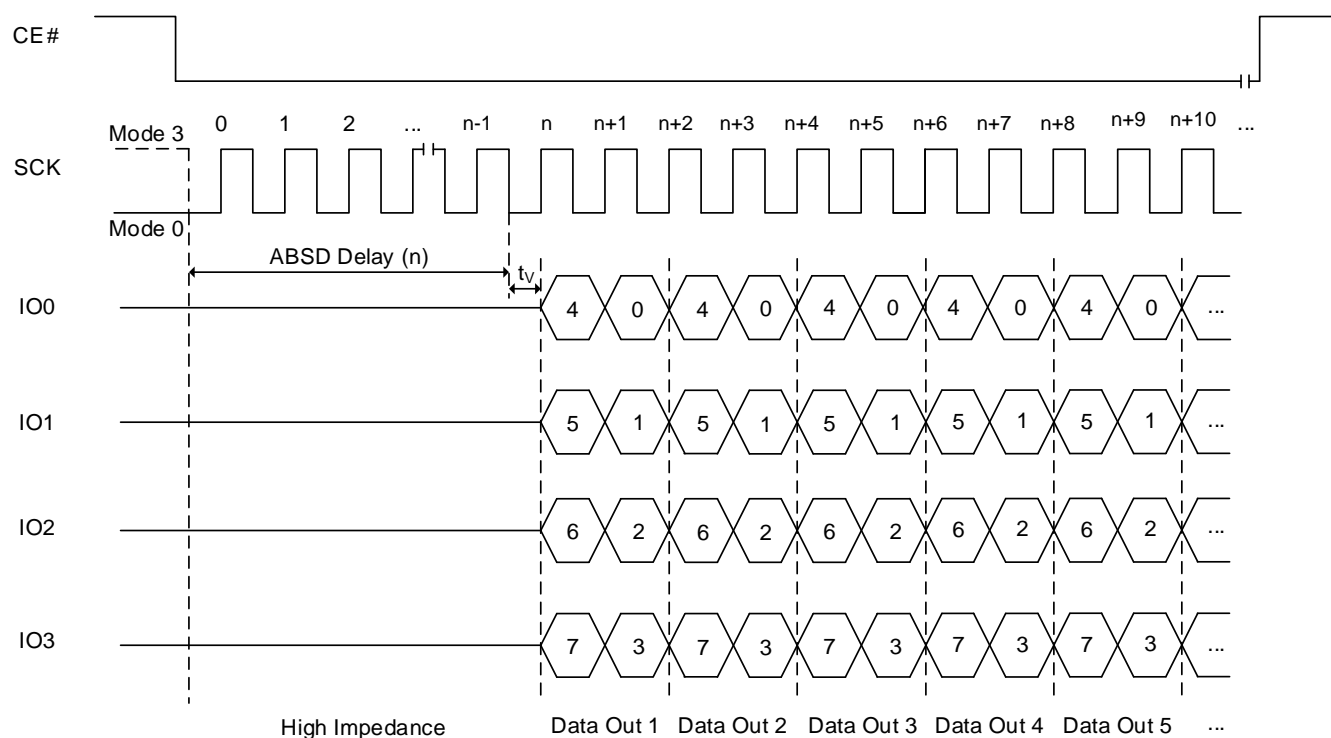 CE#
0 1 2 ... n-1 n n+1 n+2 n+3 n+4 n+5 n+6 n+7 n+8 n+9 n+10 ...
Mode 3
SCK
Mode 0
ABSD Delay (n)
tV
IO0 4 0 4 0 4 0 4 0 4 0 ...
IO1 5 1 5 1 5 1 5 1 5 1 ...
IO2 6 2 6 2 6 2 6 2 6 2 ...
IO3 7 3 7 3 7 3 7 3 7 3 ...
High Impedance Data Out 1 Data Out 2 Data Out 3 Data Out 4 Data Out 5 ...